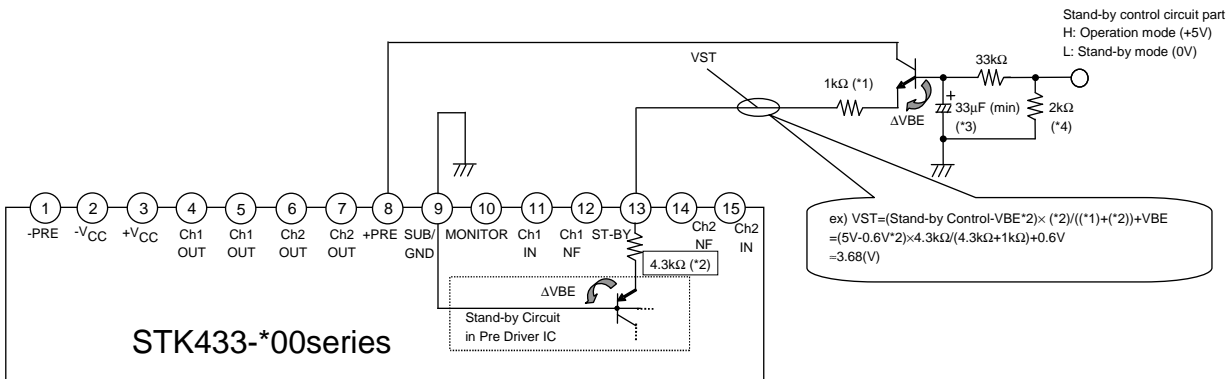 Stand-by control circuit part
H: Operation mode (+5V)
L: Stand-by mode (0V)
VST
1kΩ (*1)
33kΩ
ΔVBE
+
33μF (min)
(*3)
2kΩ
(*4)
1
2
3
4
5
6
7
8
9
10
11
12
13
14
15
-PRE
-VCC
+VCC
Ch1
OUT
Ch1
OUT
Ch2
OUT
Ch2
OUT
+PRE
SUB/
GND
MONITOR
Ch1
IN
Ch1
NF
ST-BY
Ch2
NF
Ch2
IN
4.3kΩ (*2)
ΔVBE
Stand-by Circuit
in Pre Driver IC
STK433-*00series
ex) VST=(Stand-by Control-VBE*2)× (*2)/((*1)+(*2))+VBE
=(5V-0.6V*2)×4.3kΩ/(4.3kΩ+1kΩ)+0.6V
=3.68(V)